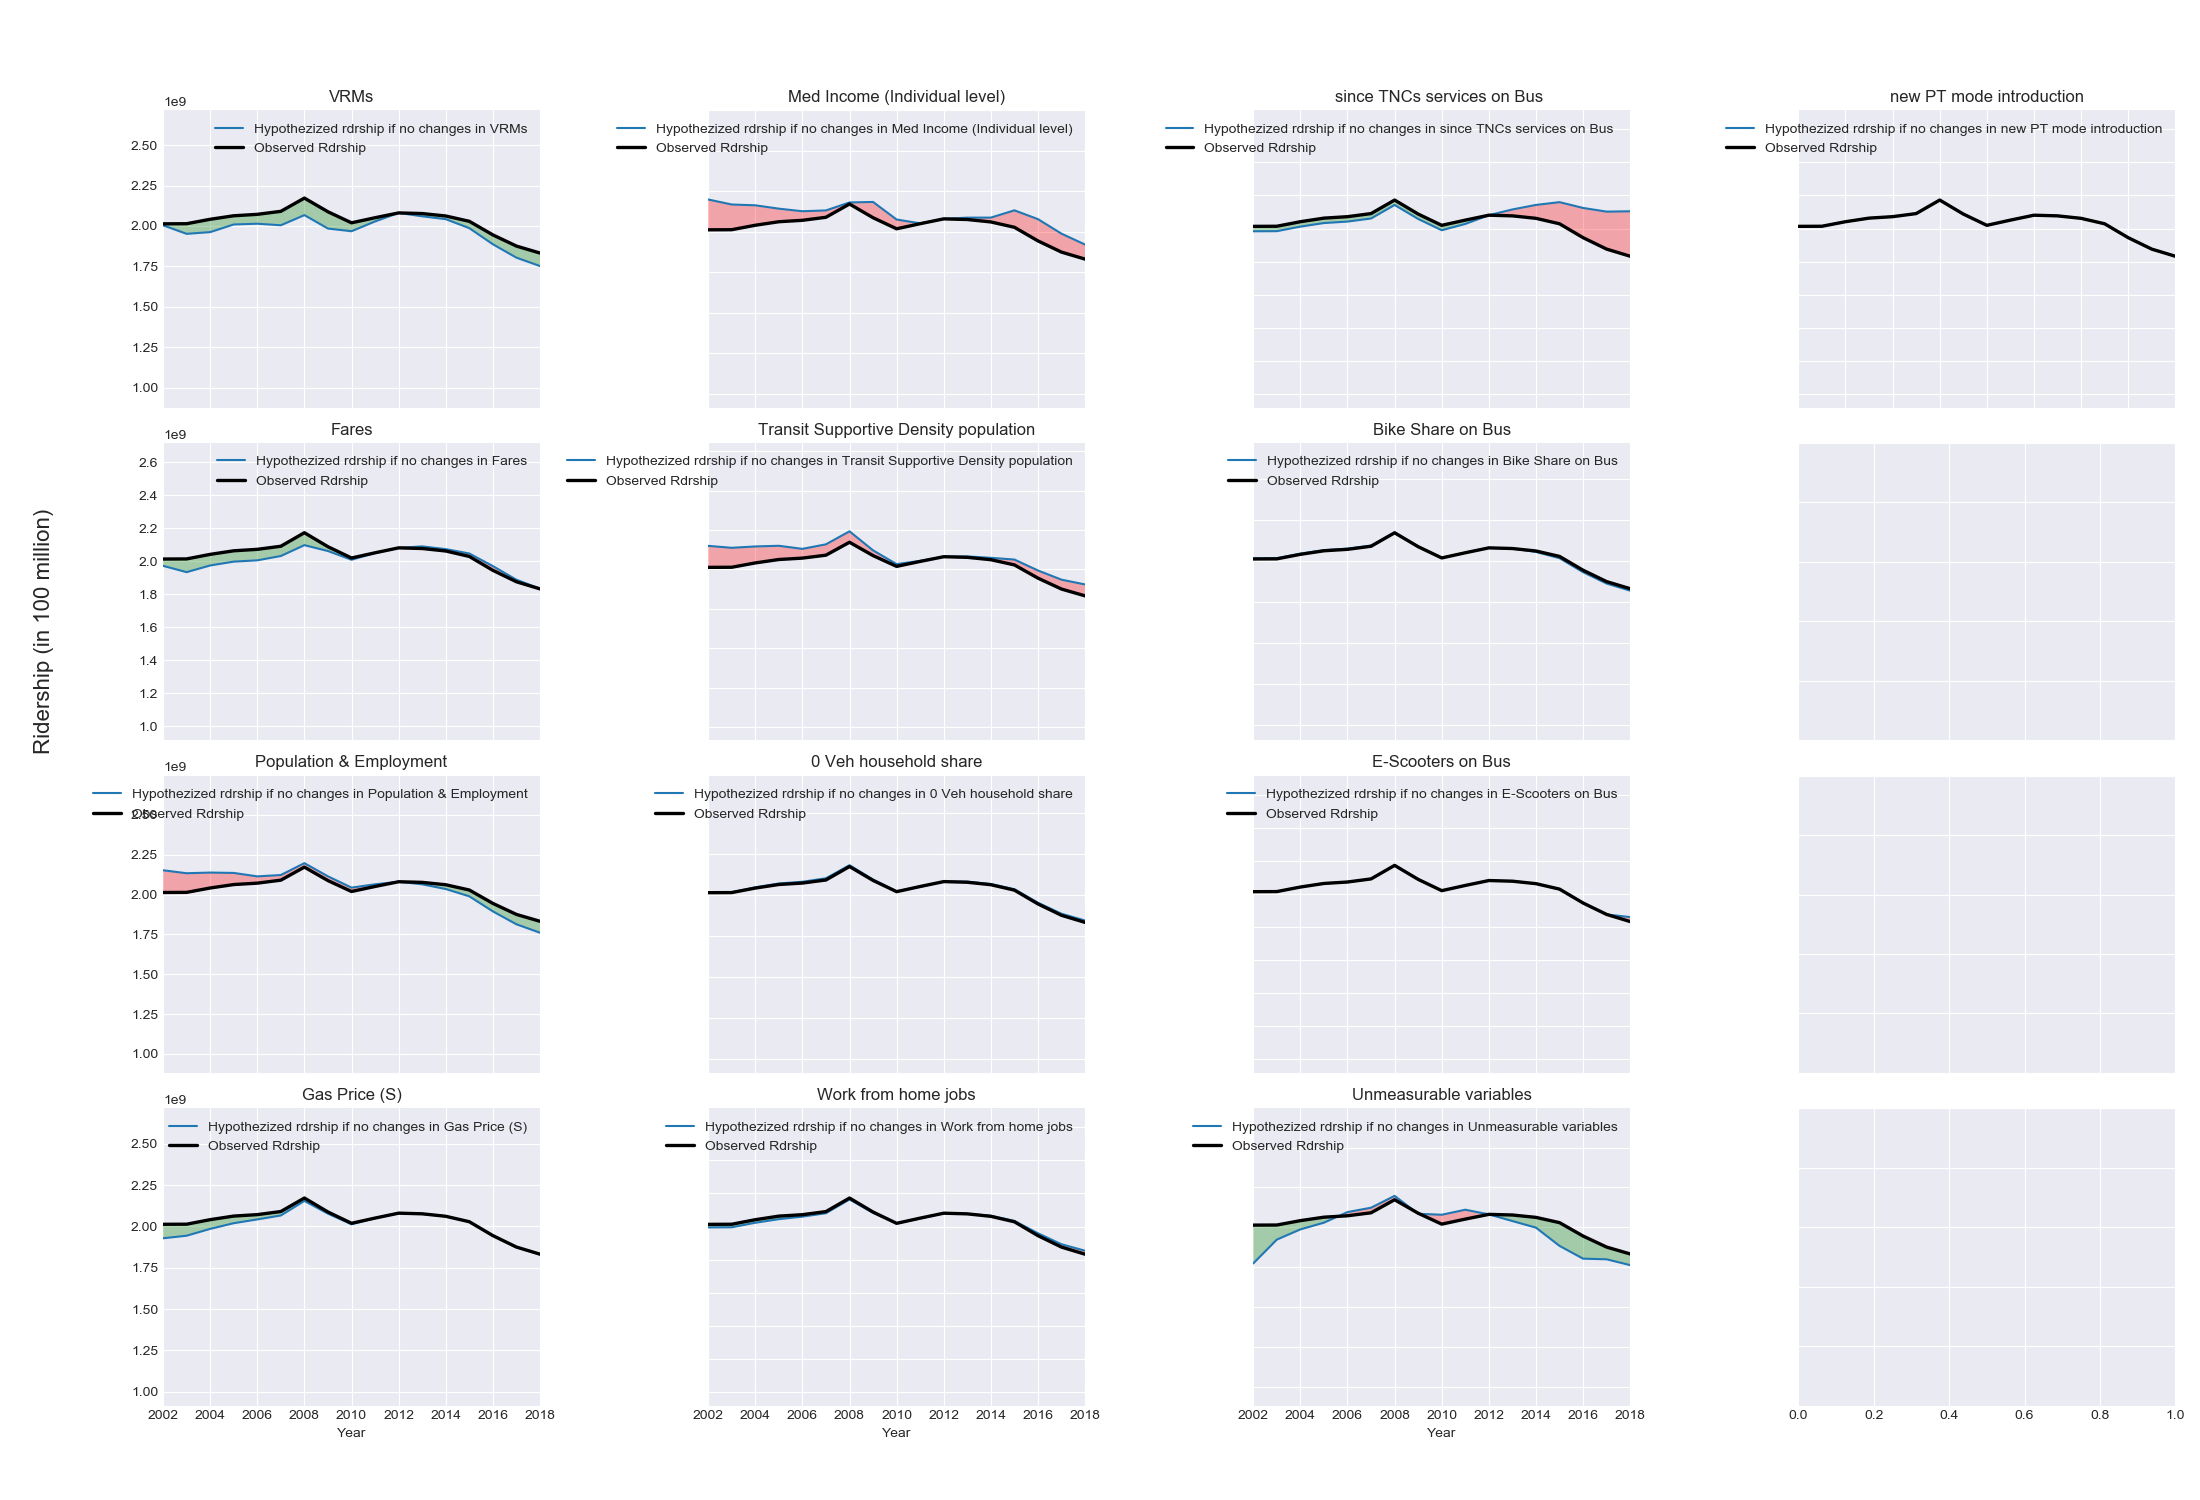 Ridership (in 100 million)
VRMs
1e9
Hypothezized rdrship if no changes in VRMs
Observed Rdrship
2.50
2.25
2.00
1.75
1.50
1.25
1.00
Med Income (Individual level)
Hypothezized rdrship if no changes in Med Income (Individual level)
Observed Rdrship
since TNCs services on Bus
Hypothezized rdrship if no changes in since TNCs services on Bus
Observed Rdrship
new PT mode introduction
Hypothezized rdrship if no changes in new PT mode introduction
Observed Rdrship
Fares
1e9
Hypothezized rdrship if no changes in Fares
Observed Rdrship
2.6
2.4
2.2
2.0
1.8
1.6
1.4
1.2
1.0
Transit Supportive Density population
Hypothezized rdrship if no changes in Transit Supportive Density population
Observed Rdrship
Bike Share on Bus
Hypothezized rdrship if no changes in Bike Share on Bus
Observed Rdrship
Population & Employment
1e9
Hypothezized rdrship if no changes in Population & Employment
Observed Rdrship
2.50
2.25
2.00
1.75
1.50
1.25
1.00
0 Veh household share
Hypothezized rdrship if no changes in 0 Veh household share
Observed Rdrship
E-Scooters on Bus
Hypothezized rdrship if no changes in E-Scooters on Bus
Observed Rdrship
Gas Price (S)
1e9
Hypothezized rdrship if no changes in Gas Price (S)
Observed Rdrship
2.50
2.25
2.00
1.75
1.50
1.25
1.00
2002 2004 2006 2008 2010 2012 2014 2016 2018
Year
Work from home jobs
Hypothezized rdrship if no changes in Work from home jobs
Observed Rdrship
2002 2004 2006 2008 2010 2012 2014 2016 2018
Year
Unmeasurable variables
Hypothezized rdrship if no changes in Unmeasurable variables
Observed Rdrship
2002 2004 2006 2008 2010 2012 2014 2016 2018
Year
0.0 0.2 0.4 0.6 0.8 1.0